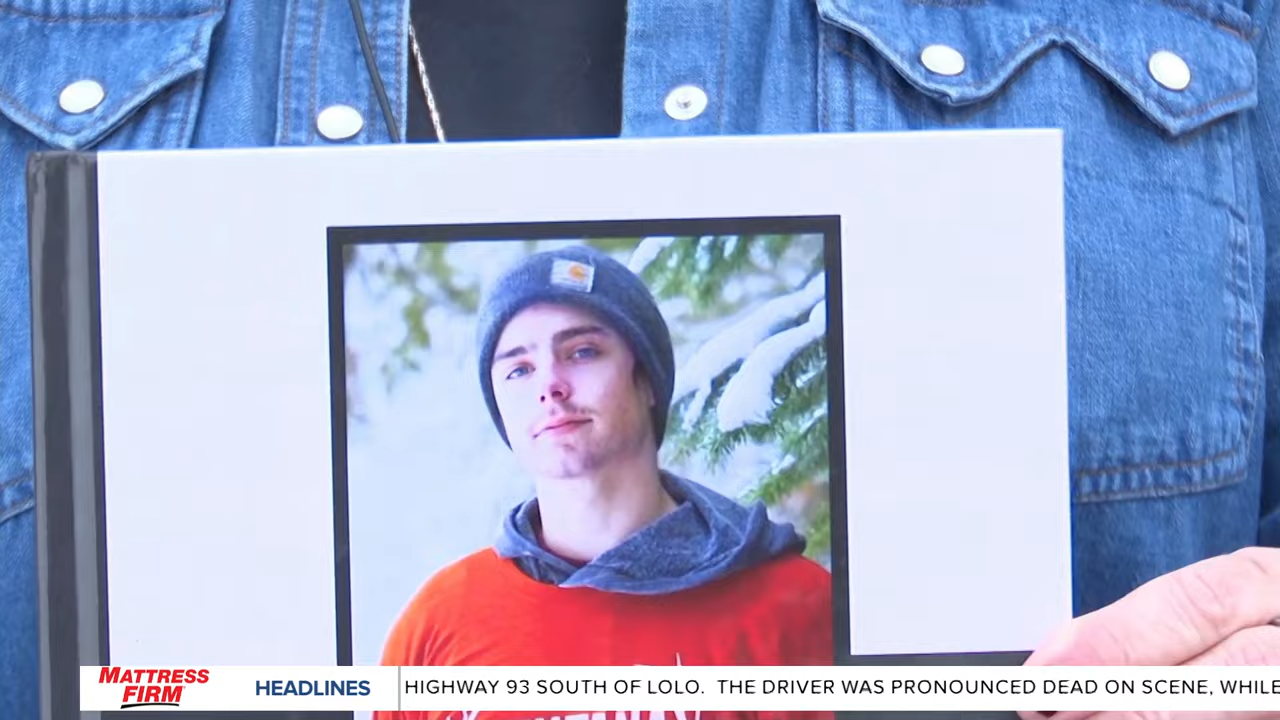 MATTRESS
FIRM
HEADLINES
HIGHWAY 93 SOUTH OF LOLO. THE DRIVER WAS PRONOUNCED DEAD ON SCENE, WHILE